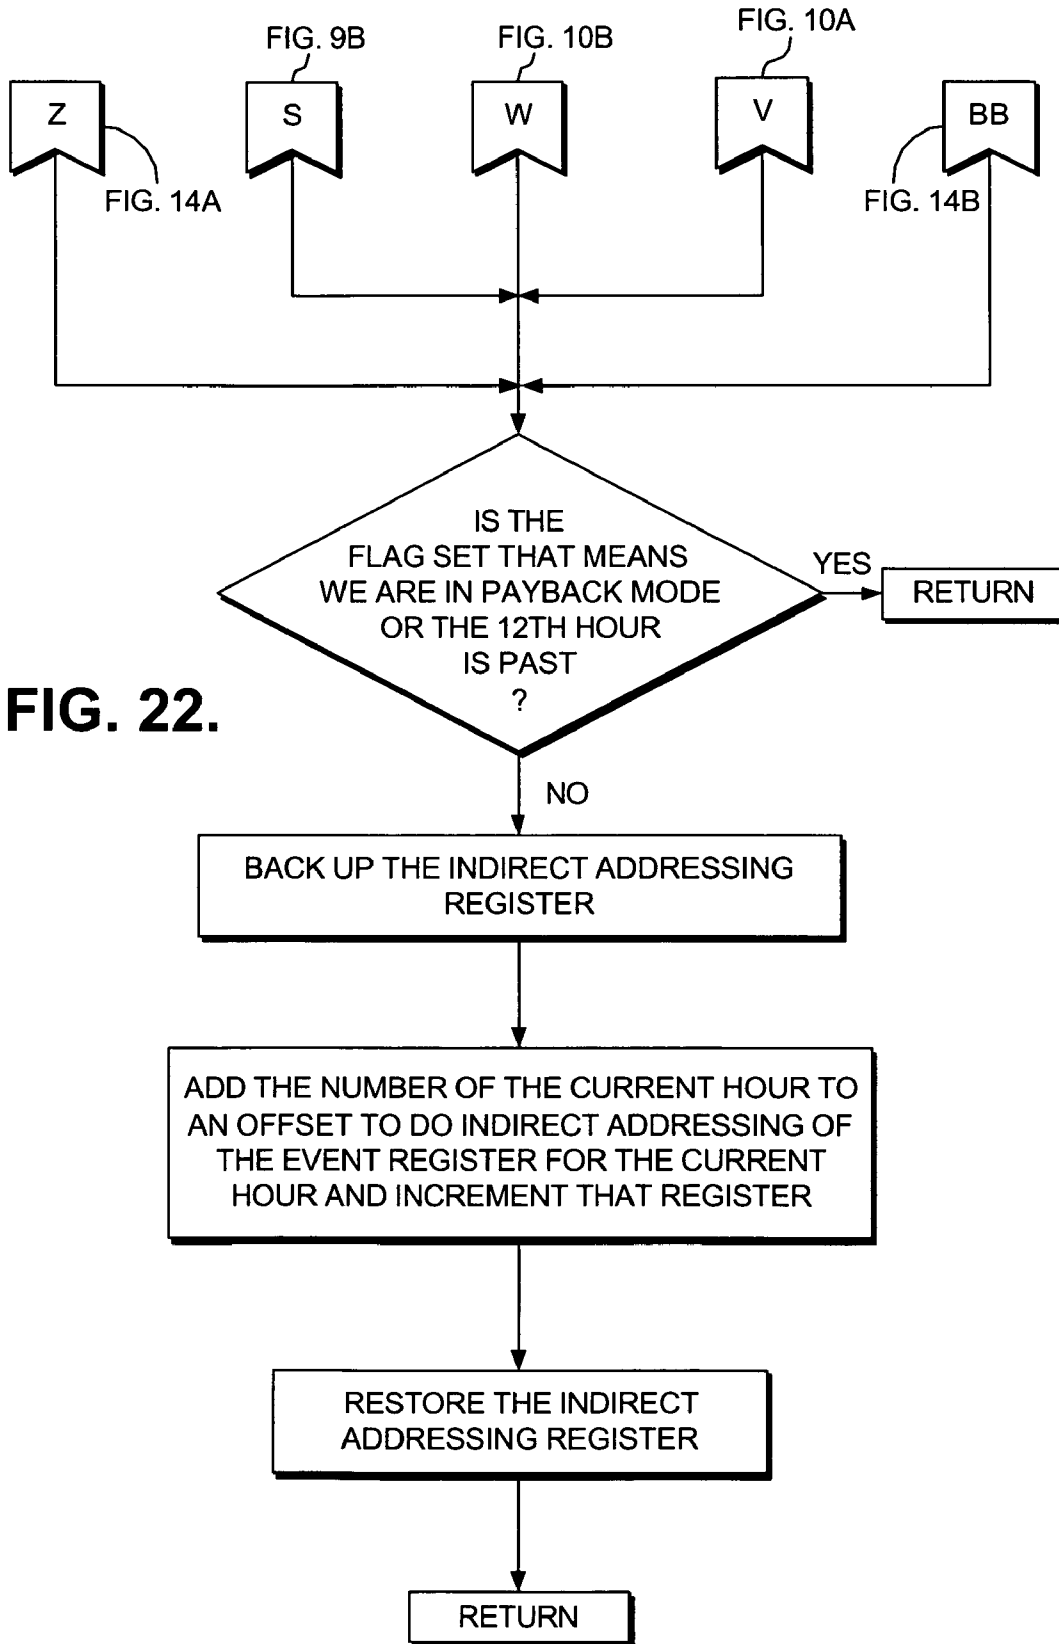 FIG. 9B
FIG. 10B
FIG. 10A
Z
S
W
V
BB
FIG. 14A
FIG. 14B
IS THE
FLAG SET THAT MEANS
WE ARE IN PAYBACK MODE
OR THE 12TH HOUR
IS PAST
?
YES
RETURN
FIG. 22.
NO
BACK UP THE INDIRECT ADDRESSING
REGISTER
ADD THE NUMBER OF THE CURRENT HOUR TO
AN OFFSET TO DO INDIRECT ADDRESSING OF
THE EVENT REGISTER FOR THE CURRENT
HOUR AND INCREMENT THAT REGISTER
RESTORE THE INDIRECT
ADDRESSING REGISTER
RETURN